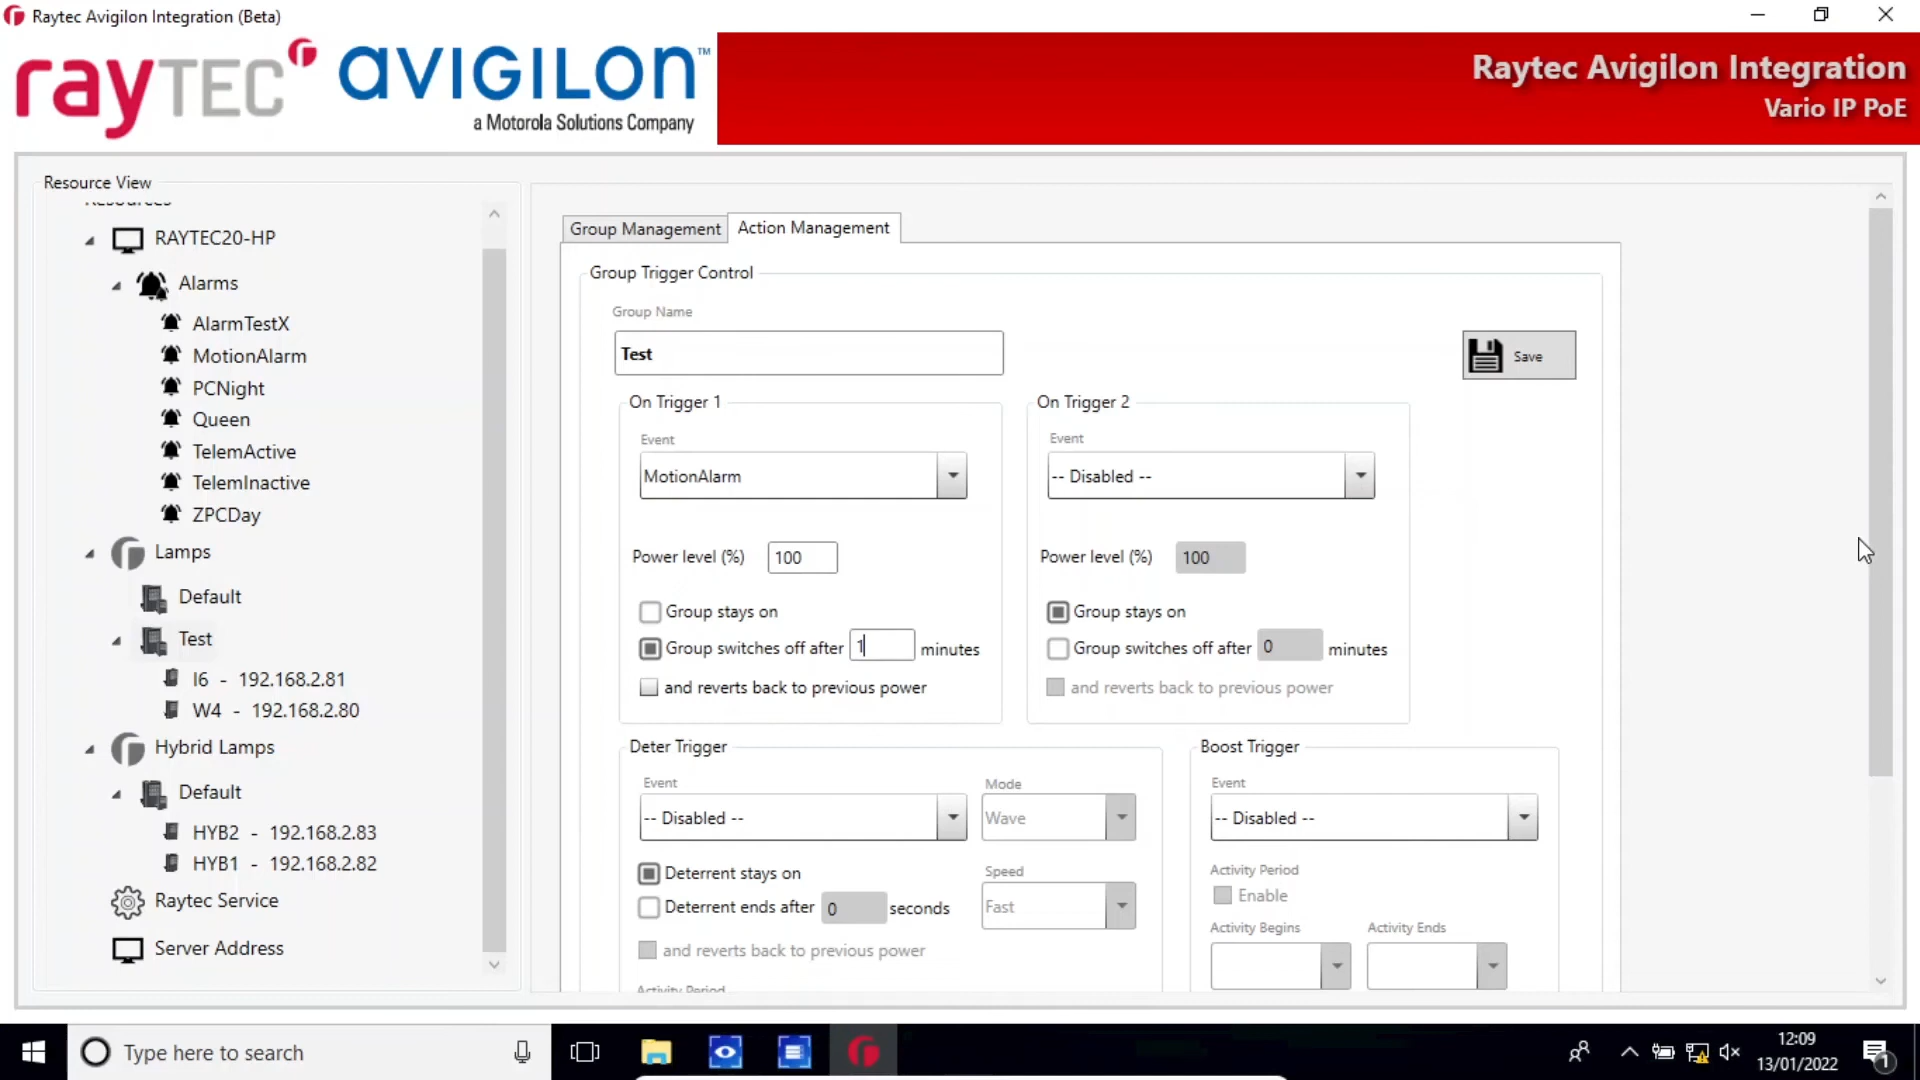 Raytec Avigilon Integration (Beta)
rayTEC
AVIGILON™
a Motorola Solutions Company
Raytec Avigilon Integration
Vario IP PoE
Resource View
Resources
RAYTEC20-HP
Alarms
AlarmTestX
MotionAlarm
PCNight
Queen
TelemActive
TelemInactive
ZPCDay
Lamps
Default
Test
I6 - 192.168.2.81
W4 - 192.168.2.80
Hybrid Lamps
Default
HYB2 - 192.168.2.83
HYB1 - 192.168.2.82
Raytec Service
Server Address
Group Management
Action Management
Group Trigger Control
Group Name
Test
Save
On Trigger 1
Event
MotionAlarm
Power level (%) 100
Group stays on
Group switches off after 1 minutes
and reverts back to previous power
On Trigger 2
Event
-- Disabled --
Power level (%) 100
Group stays on
Group switches off after 0 minutes
and reverts back to previous power
Deter Trigger
Event
-- Disabled --
Mode
Wave
Deterrent stays on
Deterrent ends after 0 seconds
Speed
Fast
and reverts back to previous power
Activity Period
Boost Trigger
Event
-- Disabled --
Activity Period
Enable
Activity Begins
Activity Ends
Type here to search
12:09
13/01/2022
1